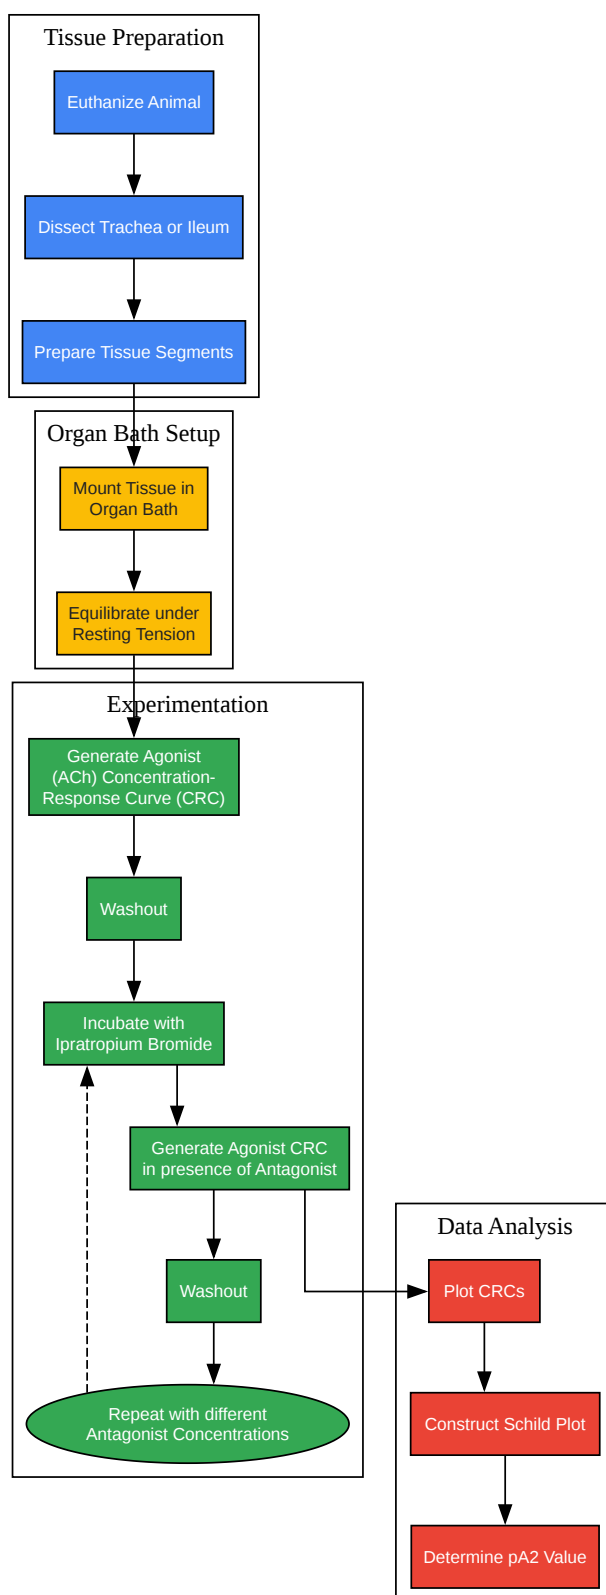 Tissue Preparation
Euthanize Animal
Dissect Trachea or Ileum
Prepare Tissue Segments
Organ Bath Setup
Mount Tissue in
Organ Bath
Equilibrate under
Resting Tension
Experimentation
Generate Agonist
(ACh) Concentration-
Response Curve (CRC)
Washout
Incubate with
Ipratropium Bromide
Generate Agonist CRC
in presence of Antagonist
Washout
Repeat with different
Antagonist Concentrations
Data Analysis
Plot CRCs
Construct Schild Plot
Determine pA2 Value